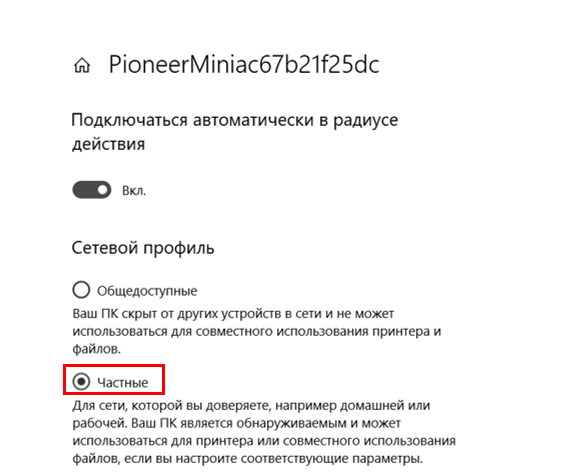 PioneerMiniac67b21f25dc
Подключаться автоматически в радиусе
действия
Вкл.
Сетевой профиль
Общедоступные
Ваш ПК скрыт от других устройств в сети и не может
использоваться для совместного использования принтера и
файлов.
Частные
Для сети, которой вы доверяете, например домашней или
рабочей. Ваш ПК является обнаруживаемым и может
использоваться для принтера или совместного использования
файлов, если вы настроите соответствующие параметры.